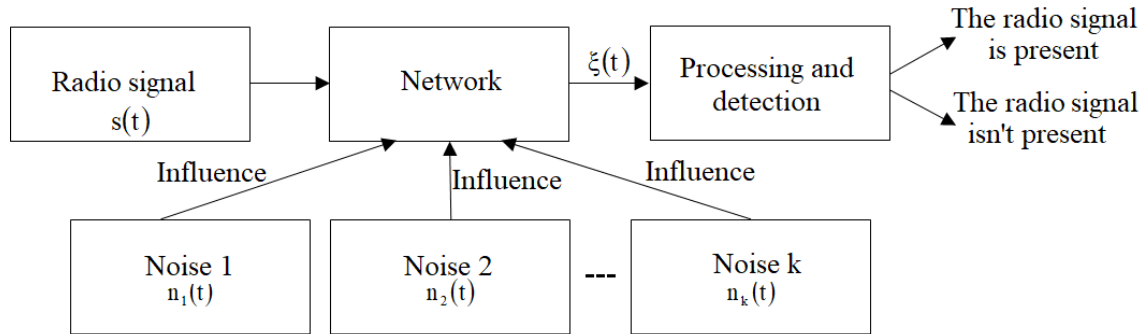 Radio signal
s(t)
Network
ξ(t)
Processing and
detection
The radio signal
is present
The radio signal
isn't present
Influence
Influence
Influence
Noise 1
n₁(t)
Noise 2
n₂(t)
---
Noise k
nₖ(t)